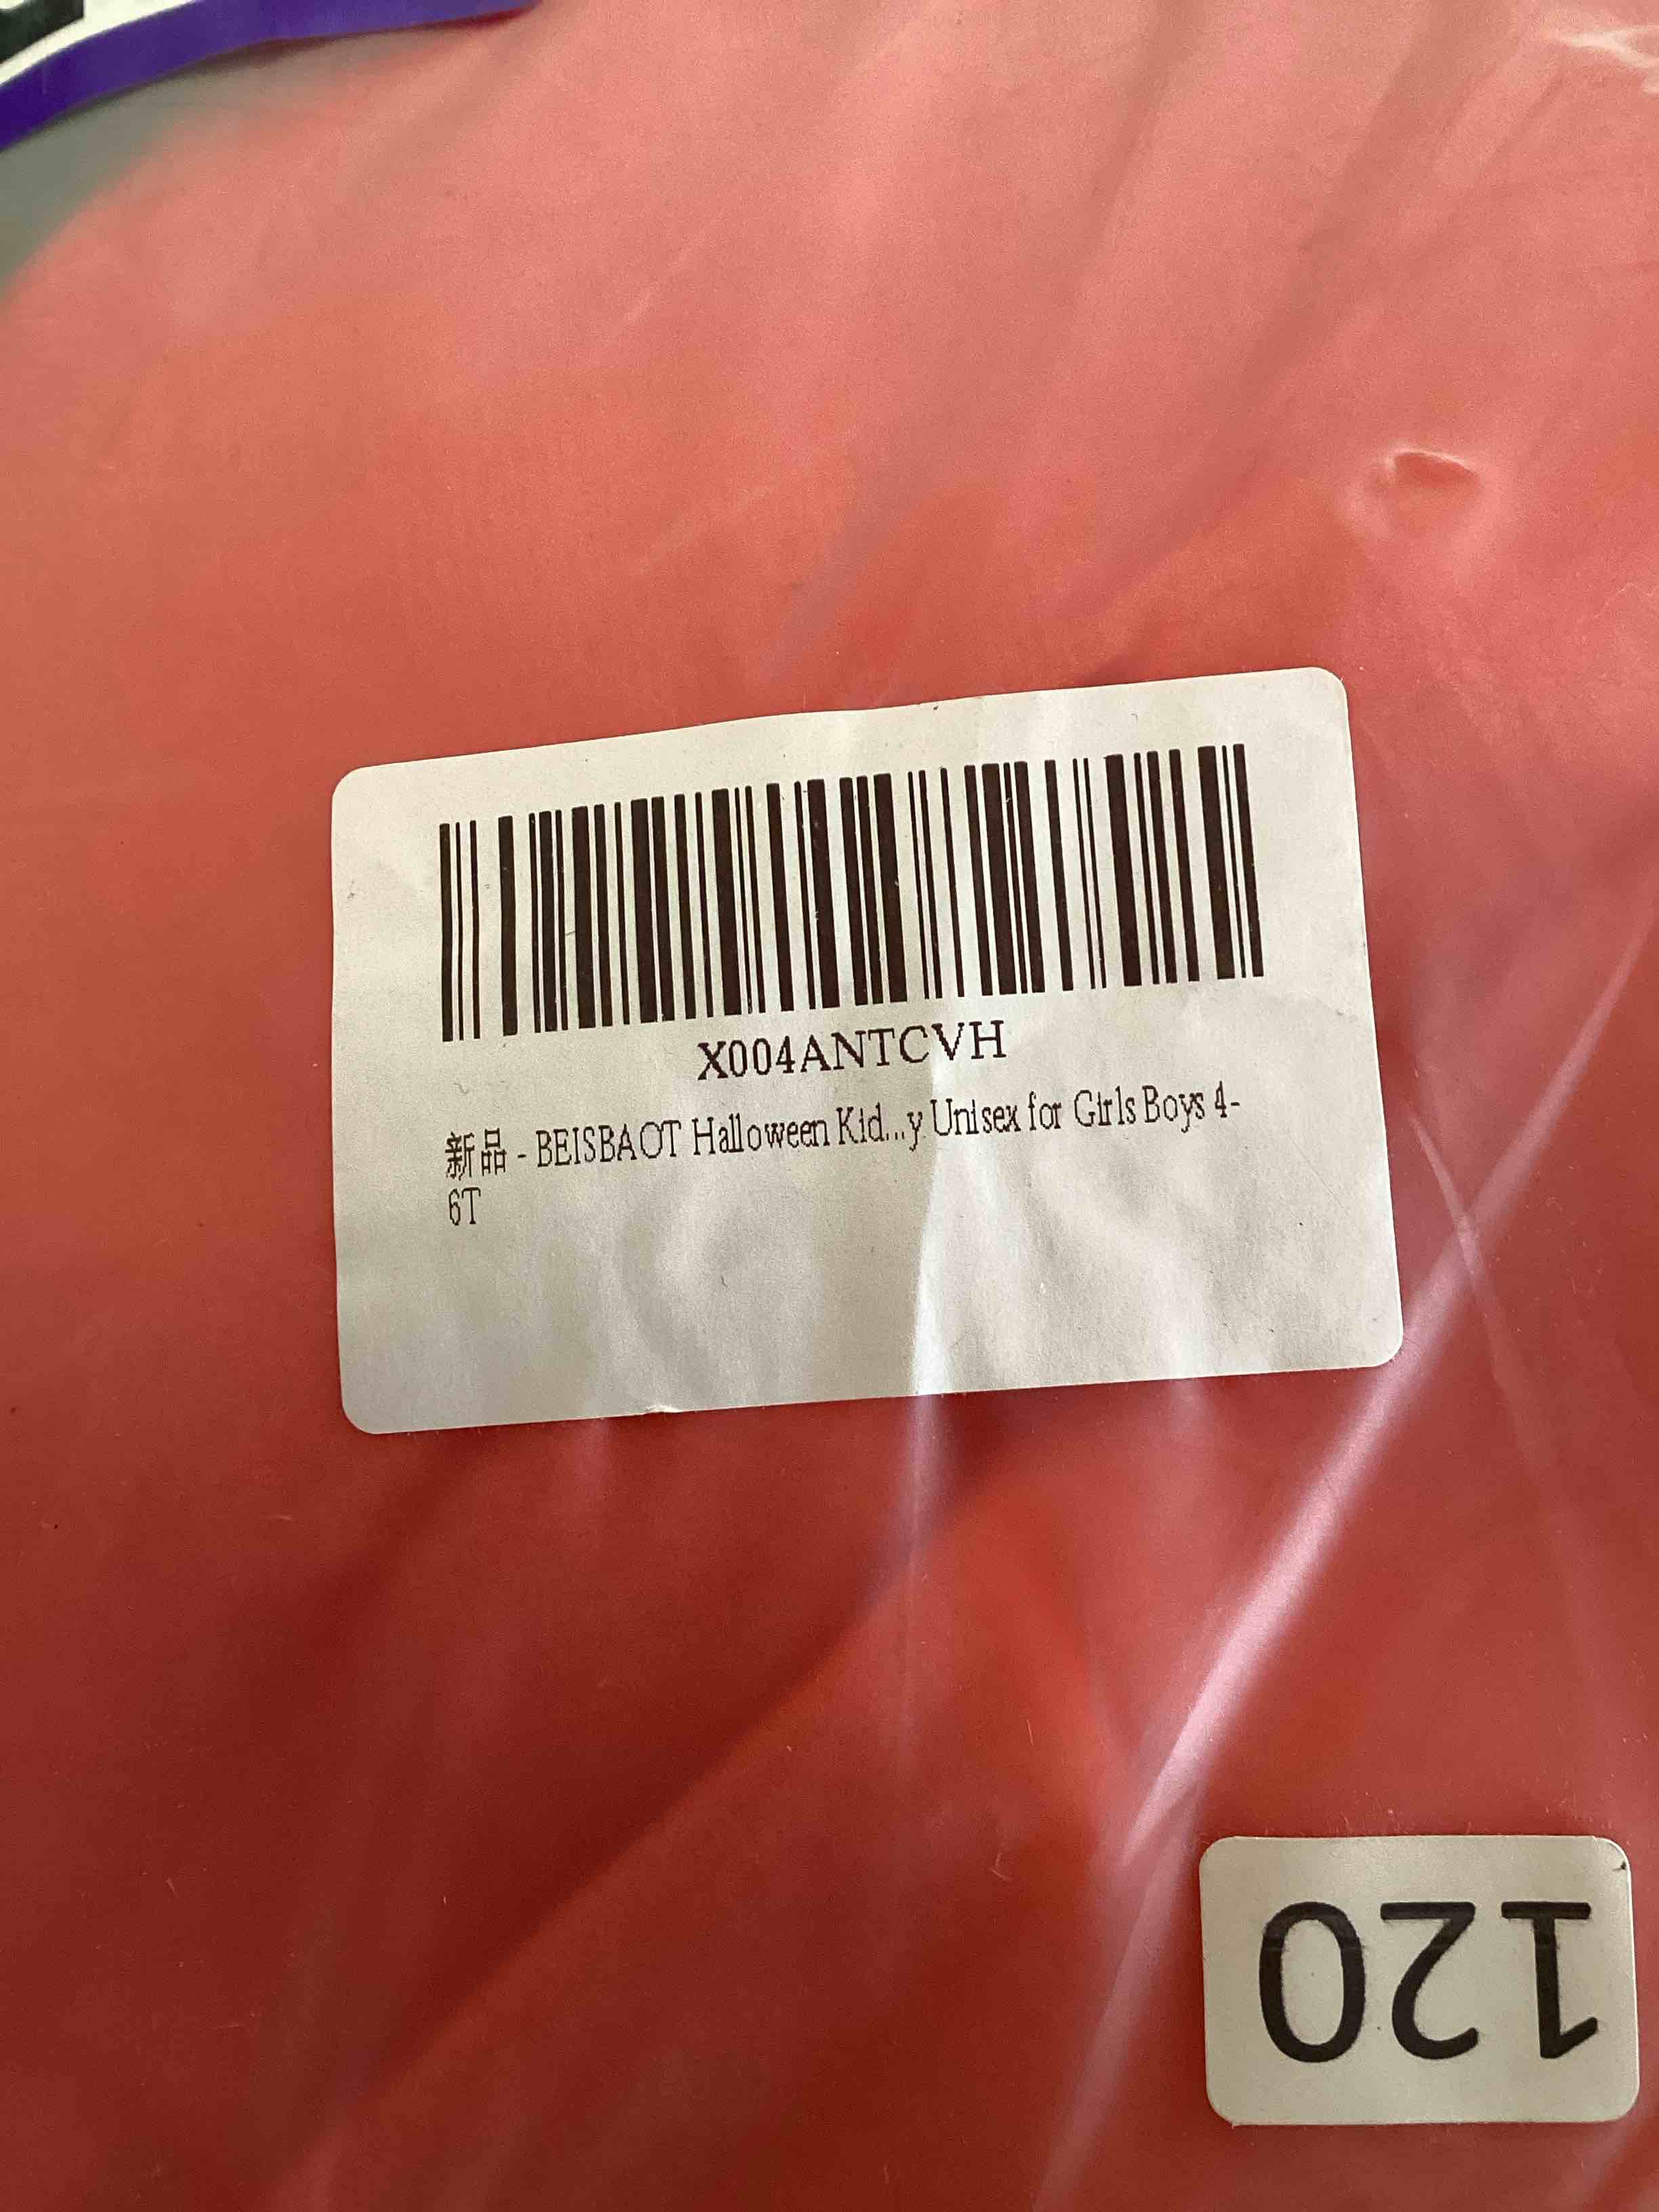 X004ANTCVH
新品 - BEISBAOT Halloween Kid...y Unisex for Girls Boys 4-
6T
120